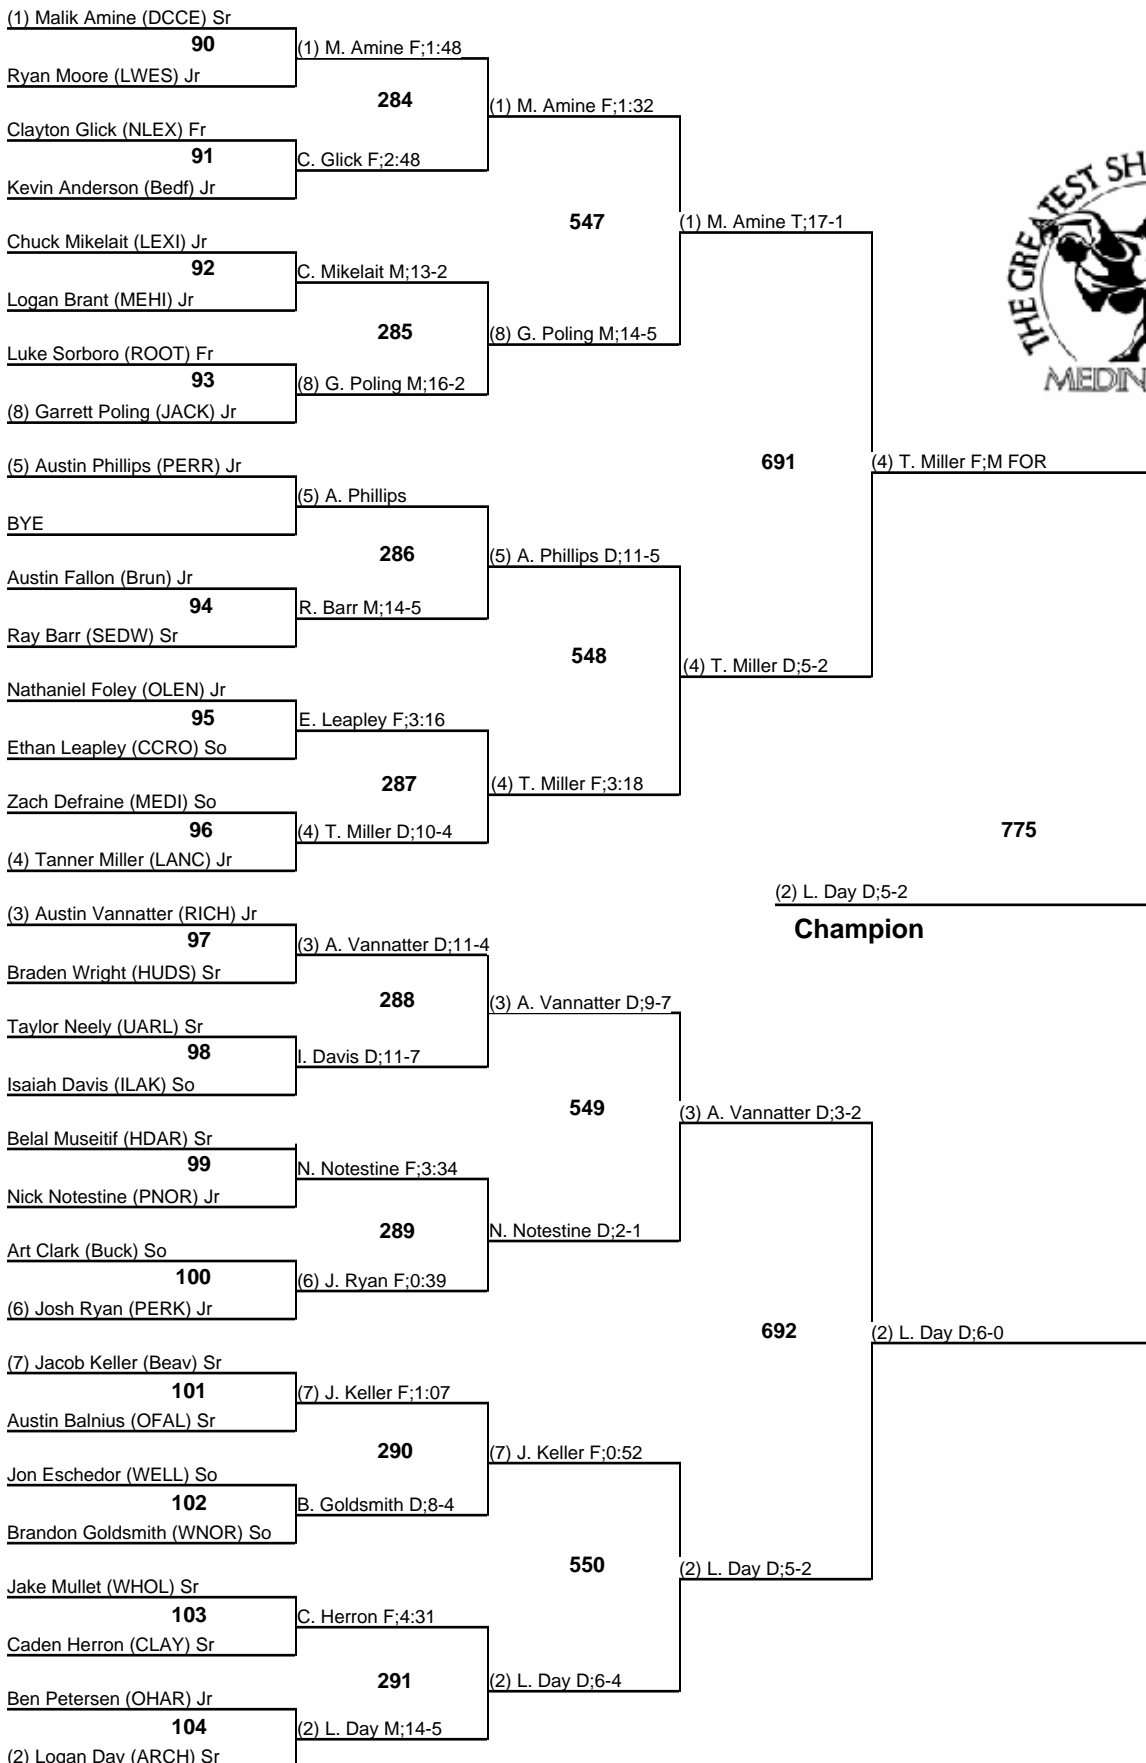 (1) Malik Amine (DCCE) Sr
90
(1) M. Amine F;1:48
Ryan Moore (LWES) Jr
284
(1) M. Amine F;1:32
Clayton Glick (NLEX) Fr
91
C. Glick F;2:48
Kevin Anderson (Bedf) Jr
547
(1) M. Amine T;17-1
Chuck Mikelait (LEXI) Jr
92
C. Mikelait M;13-2
Logan Brant (MEHI) Jr
285
(8) G. Poling M;14-5
Luke Sorboro (ROOT) Fr
93
(8) G. Poling M;16-2
(8) Garrett Poling (JACK) Jr
THE GREATEST SH
MEDIN
691
(4) T. Miller F;M FOR
(5) Austin Phillips (PERR) Jr
(5) A. Phillips
BYE
286
(5) A. Phillips D;11-5
Austin Fallon (Brun) Jr
94
R. Barr M;14-5
Ray Barr (SEDW) Sr
548
(4) T. Miller D;5-2
Nathaniel Foley (OLEN) Jr
95
E. Leapley F;3:16
Ethan Leapley (CCRO) So
287
(4) T. Miller F;3:18
Zach Defraine (MEDI) So
96
(4) T. Miller D;10-4
(4) Tanner Miller (LANC) Jr
775
(2) L. Day D;5-2
Champion
(3) Austin Vannatter (RICH) Jr
97
(3) A. Vannatter D;11-4
Braden Wright (HUDS) Sr
288
(3) A. Vannatter D;9-7
Taylor Neely (UARL) Sr
98
I. Davis D;11-7
Isaiah Davis (ILAK) So
549
(3) A. Vannatter D;3-2
Belal Museitif (HDAR) Sr
99
N. Notestine F;3:34
Nick Notestine (PNOR) Jr
289
N. Notestine D;2-1
Art Clark (Buck) So
100
(6) J. Ryan F;0:39
(6) Josh Ryan (PERK) Jr
692
(2) L. Day D;6-0
(7) Jacob Keller (Beav) Sr
101
(7) J. Keller F;1:07
Austin Balnius (OFAL) Sr
290
(7) J. Keller F;0:52
Jon Eschedor (WELL) So
102
B. Goldsmith D;8-4
Brandon Goldsmith (WNOR) So
550
(2) L. Day D;5-2
Jake Mullet (WHOL) Sr
103
C. Herron F;4:31
Caden Herron (CLAY) Sr
291
(2) L. Day D;6-4
Ben Petersen (OHAR) Jr
104
(2) L. Day M;14-5
(2) Logan Day (ARCH) Sr